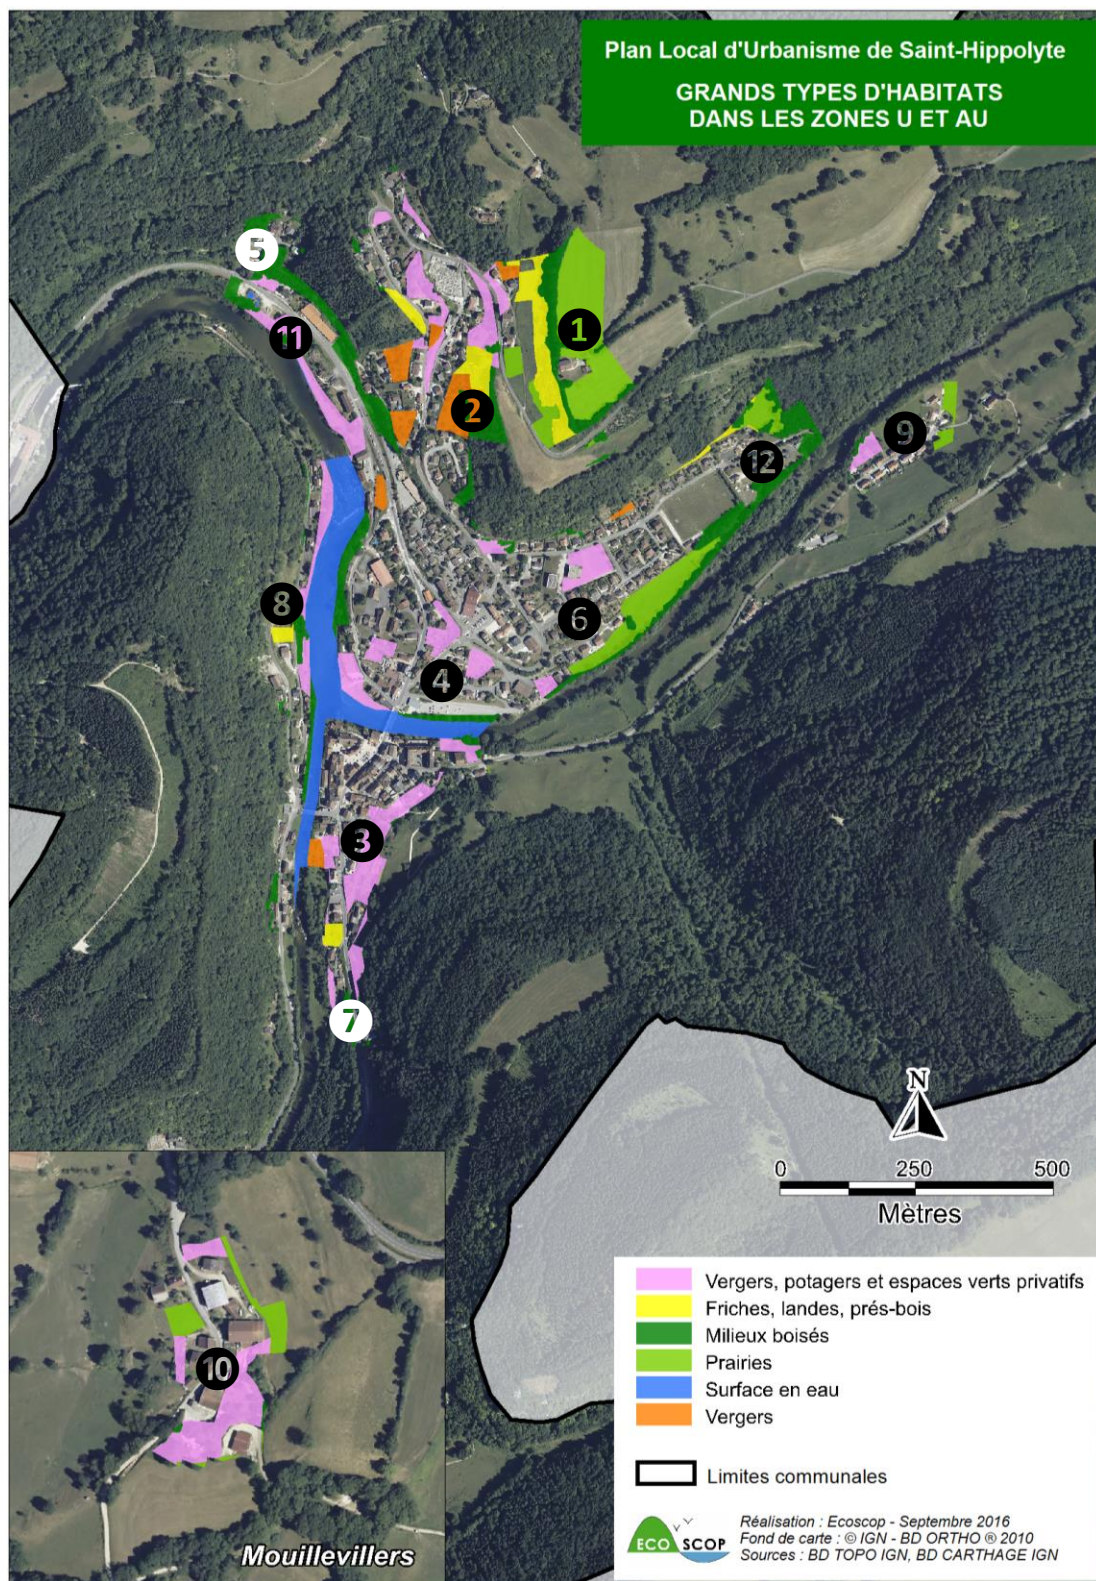 Plan Local d'Urbanisme de Saint-Hippolyte
GRANDS TYPES D'HABITATS
DANS LES ZONES U ET AU
5
11
1
2
9
12
8
6
4
3
7
N
0 250 500
Mètres
10
Mouillevillers
Vergers, potagers et espaces verts privatifs
Friches, landes, prés-bois
Milieux boisés
Prairies
Surface en eau
Vergers
Limites communales
ECO SCOP
Réalisation : Ecoscop - Septembre 2016
Fond de carte : © IGN - BD ORTHO ® 2010
Sources : BD TOPO IGN, BD CARTHAGE IGN